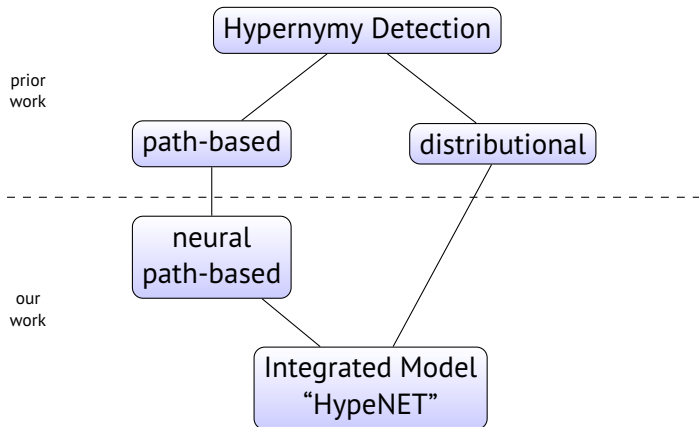 Hypernymy Detection
prior
work
path-based
distributional
neural
path-based
our
work
Integrated Model
“HypeNET”